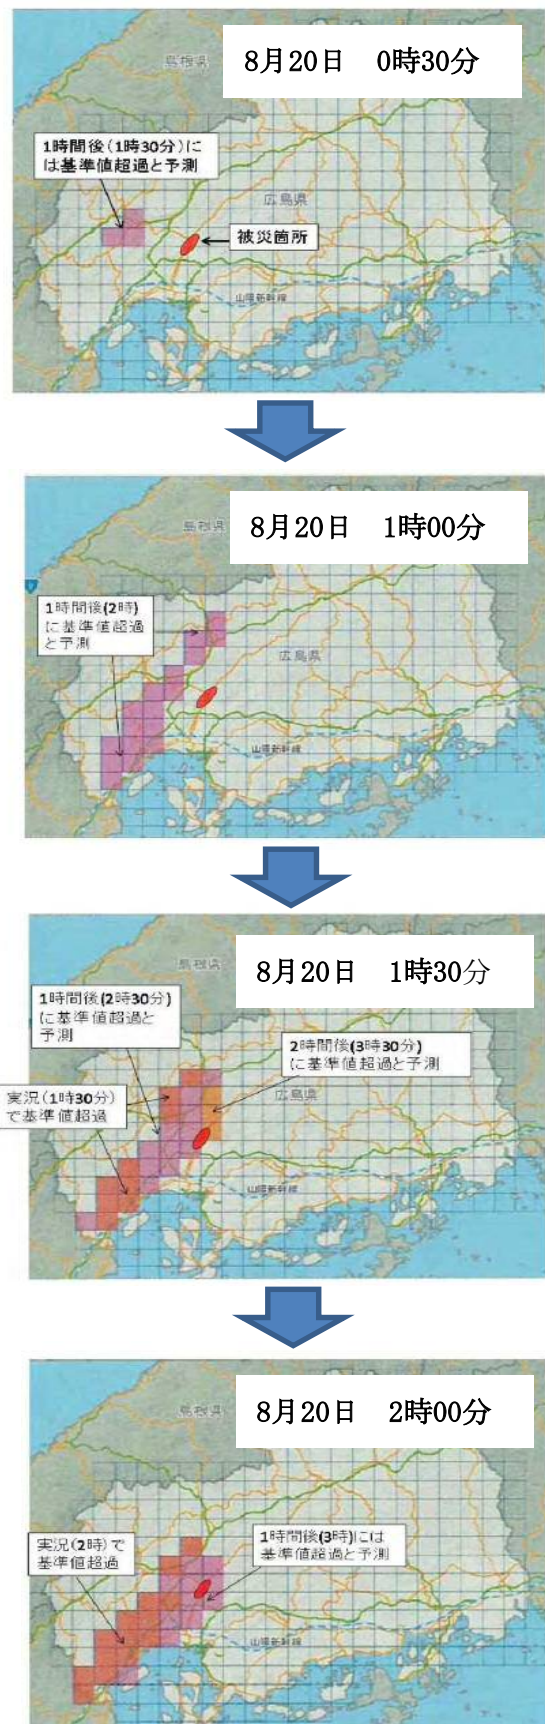 島根県
8月20日 0時30分
1時間後(1時30分)に
は基準値超過と予測
広島県
被災箇所
山陽新幹線
島根県
8月20日 1時00分
1時間後(2時)
に基準値超過
と予測
広島県
山陽新幹線
島根県
8月20日 1時30分
1時間後(2時30分)
に基準値超過と
予測
2時間後(3時30分)
に基準値超過と予測
実況(1時30分)
で基準値超過
広島県
山陽新幹線
島根県
8月20日 2時00分
実況(2時)で
基準値超過
1時間後(3時)には
基準値超過と予測
山陽新幹線